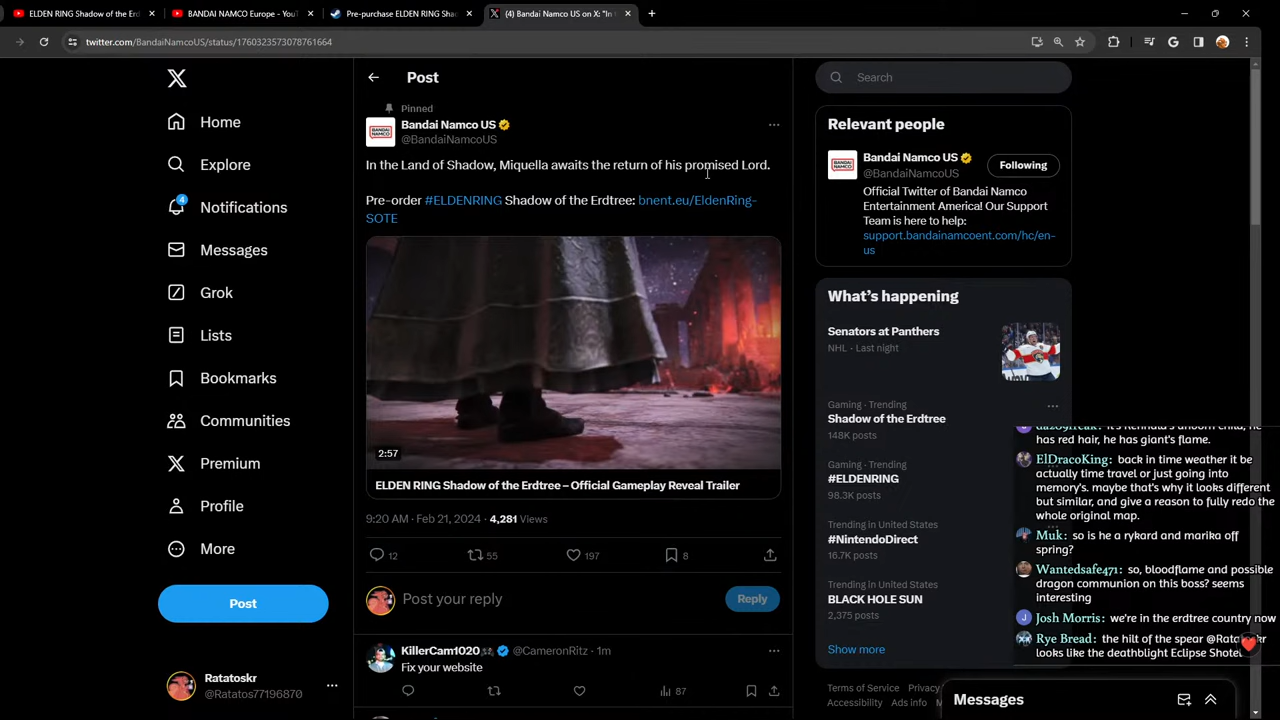 ELDEN RING Shadow of the Erd
BANDAI NAMCO Europe - YouT
Pre-purchase ELDEN RING Shad
(4) Bandai Namco US on X: "In t
twitter.com/BandaiNamcoUS/status/1760323573078761664
Home
Explore
4
Notifications
Messages
Grok
Lists
Bookmarks
Communities
Premium
Profile
More
Post
Ratatoskr
@Ratatos77196870
Post
Pinned
Bandai Namco US
@BandaiNamcoUS
In the Land of Shadow, Miquella awaits the return of his promised Lord.
Pre-order #ELDENRING Shadow of the Erdtree: bnent.eu/EldenRing-
SOTE
2:57
ELDEN RING Shadow of the Erdtree – Official Gameplay Reveal Trailer
9:20 AM · Feb 21, 2024 · 4,281 Views
12
55
197
8
Post your reply
Reply
KillerCam1020 @CameronRitz · 1m
Fix your website
87
Search
Relevant people
Bandai Namco US
@BandaiNamcoUS
Following
Official Twitter of Bandai Namco
Entertainment America! Our Support
Team is here to help:
support.bandainamcoent.com/hc/en-
us
What's happening
Senators at Panthers
NHL · Last night
Gaming · Trending
Shadow of the Erdtree
148K posts
Gaming · Trending
#ELDENRING
98.3K posts
Trending in United States
#NintendoDirect
16.7K posts
Trending in United States
BLACK HOLE SUN
2,375 posts
Show more
Terms of Service Privacy
Accessibility Ads info
has red hair, he has giant's flame.
ElDracoKing: back in time weather it be
actually time travel or just going into
memory's. maybe that's why it looks different
but similar, and give a reason to fully redo the
whole original map.
Muk: so is he a rykard and marika off
spring?
Wantedsafe471: so, bloodflame and possible
dragon communion on this boss? seems
interesting
Josh Morris: we're in the erdtree country now
Rye Bread: the hilt of the spear @Ratatoskr
looks like the deathblight Eclipse Shotel
Messages